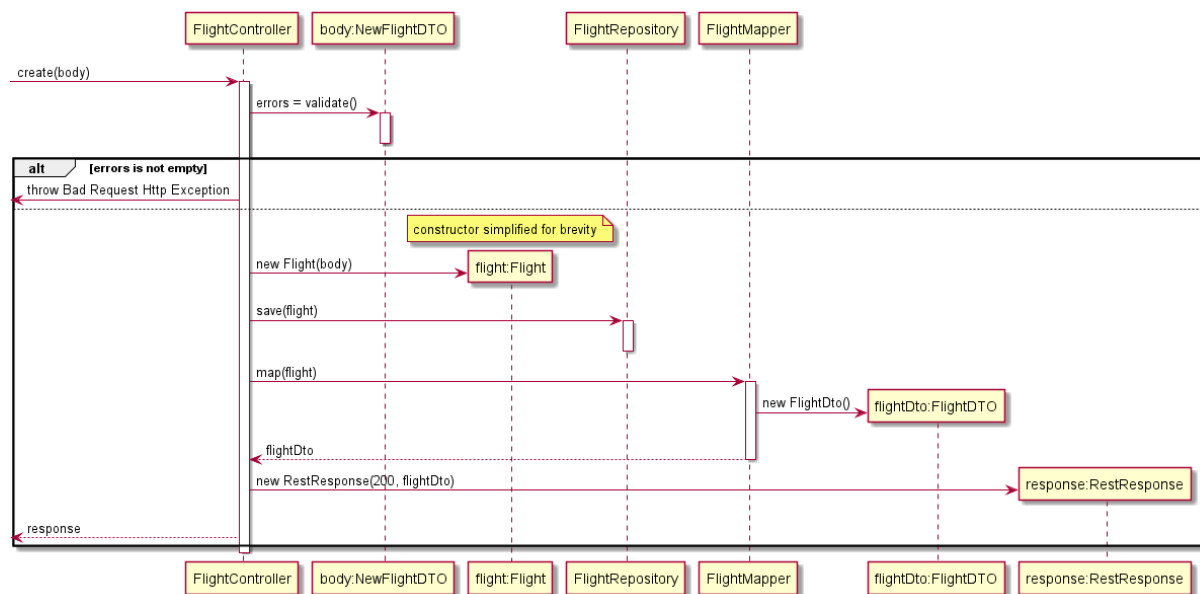 FlightController
body:NewFlightDTO
FlightRepository
FlightMapper
create(body)
errors = validate()
alt
[errors is not empty]
throw Bad Request Http Exception
constructor simplified for brevity
new Flight(body)
flight:Flight
save(flight)
map(flight)
new FlightDto()
flightDto:FlightDTO
flightDto
new RestResponse(200, flightDto)
response:RestResponse
response
FlightController
body:NewFlightDTO
flight:Flight
FlightRepository
FlightMapper
flightDto:FlightDTO
response:RestResponse